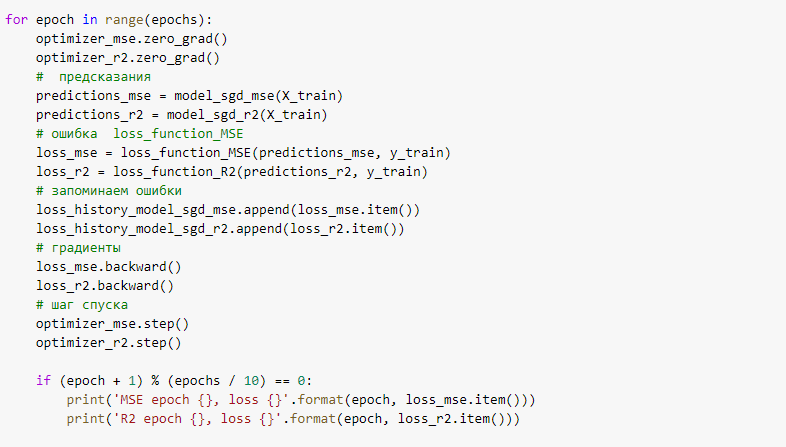 for epoch in range(epochs):
    optimizer_mse.zero_grad()
    optimizer_r2.zero_grad()
    #  предсказания
    predictions_mse = model_sgd_mse(X_train)
    predictions_r2 = model_sgd_r2(X_train)
    # ошибка  loss_function_MSE
    loss_mse = loss_function_MSE(predictions_mse, y_train)
    loss_r2 = loss_function_R2(predictions_r2, y_train)
    # запоминаем ошибки
    loss_history_model_sgd_mse.append(loss_mse.item())
    loss_history_model_sgd_r2.append(loss_r2.item())
    # градиенты
    loss_mse.backward()
    loss_r2.backward()
    # шаг спуска
    optimizer_mse.step()
    optimizer_r2.step()

    if (epoch + 1) % (epochs / 10) == 0:
        print('MSE epoch {}, loss {}'.format(epoch, loss_mse.item()))
        print('R2 epoch {}, loss {}'.format(epoch, loss_r2.item()))